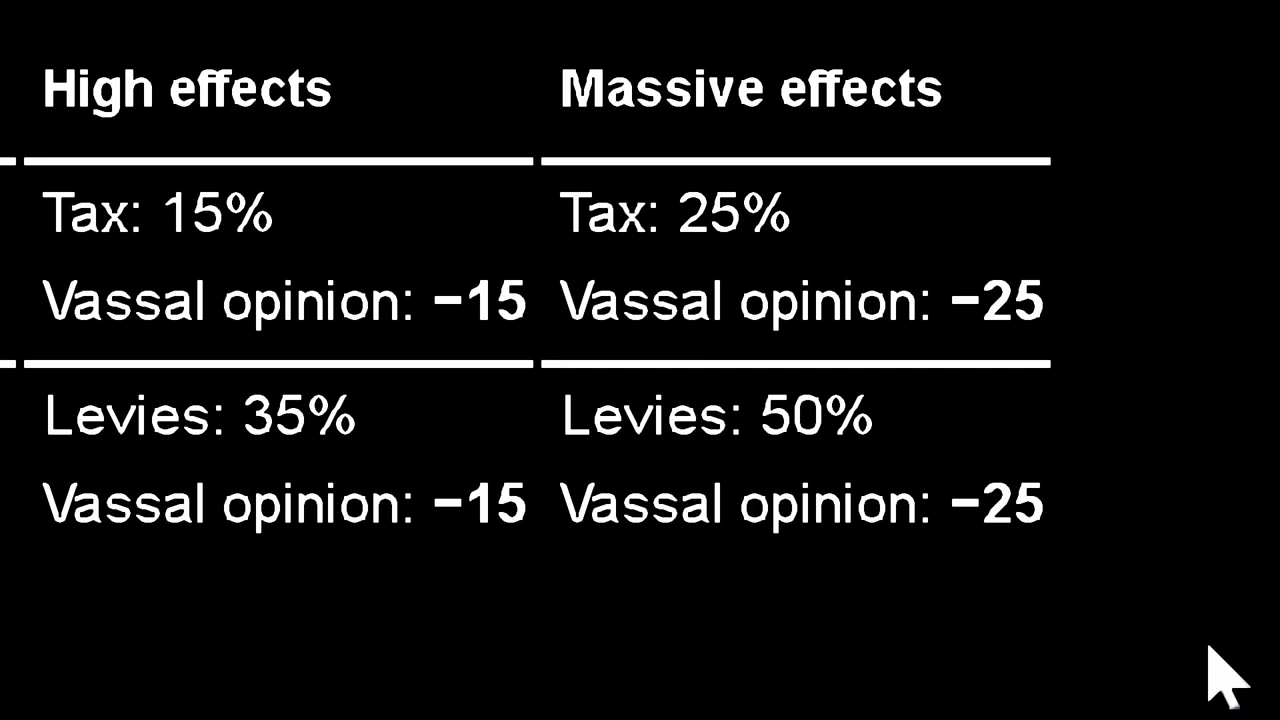 High effects Massive effects
Tax: 15% Tax: 25%
Vassal opinion: −15 Vassal opinion: −25
Levies: 35% Levies: 50%
Vassal opinion: −15 Vassal opinion: −25